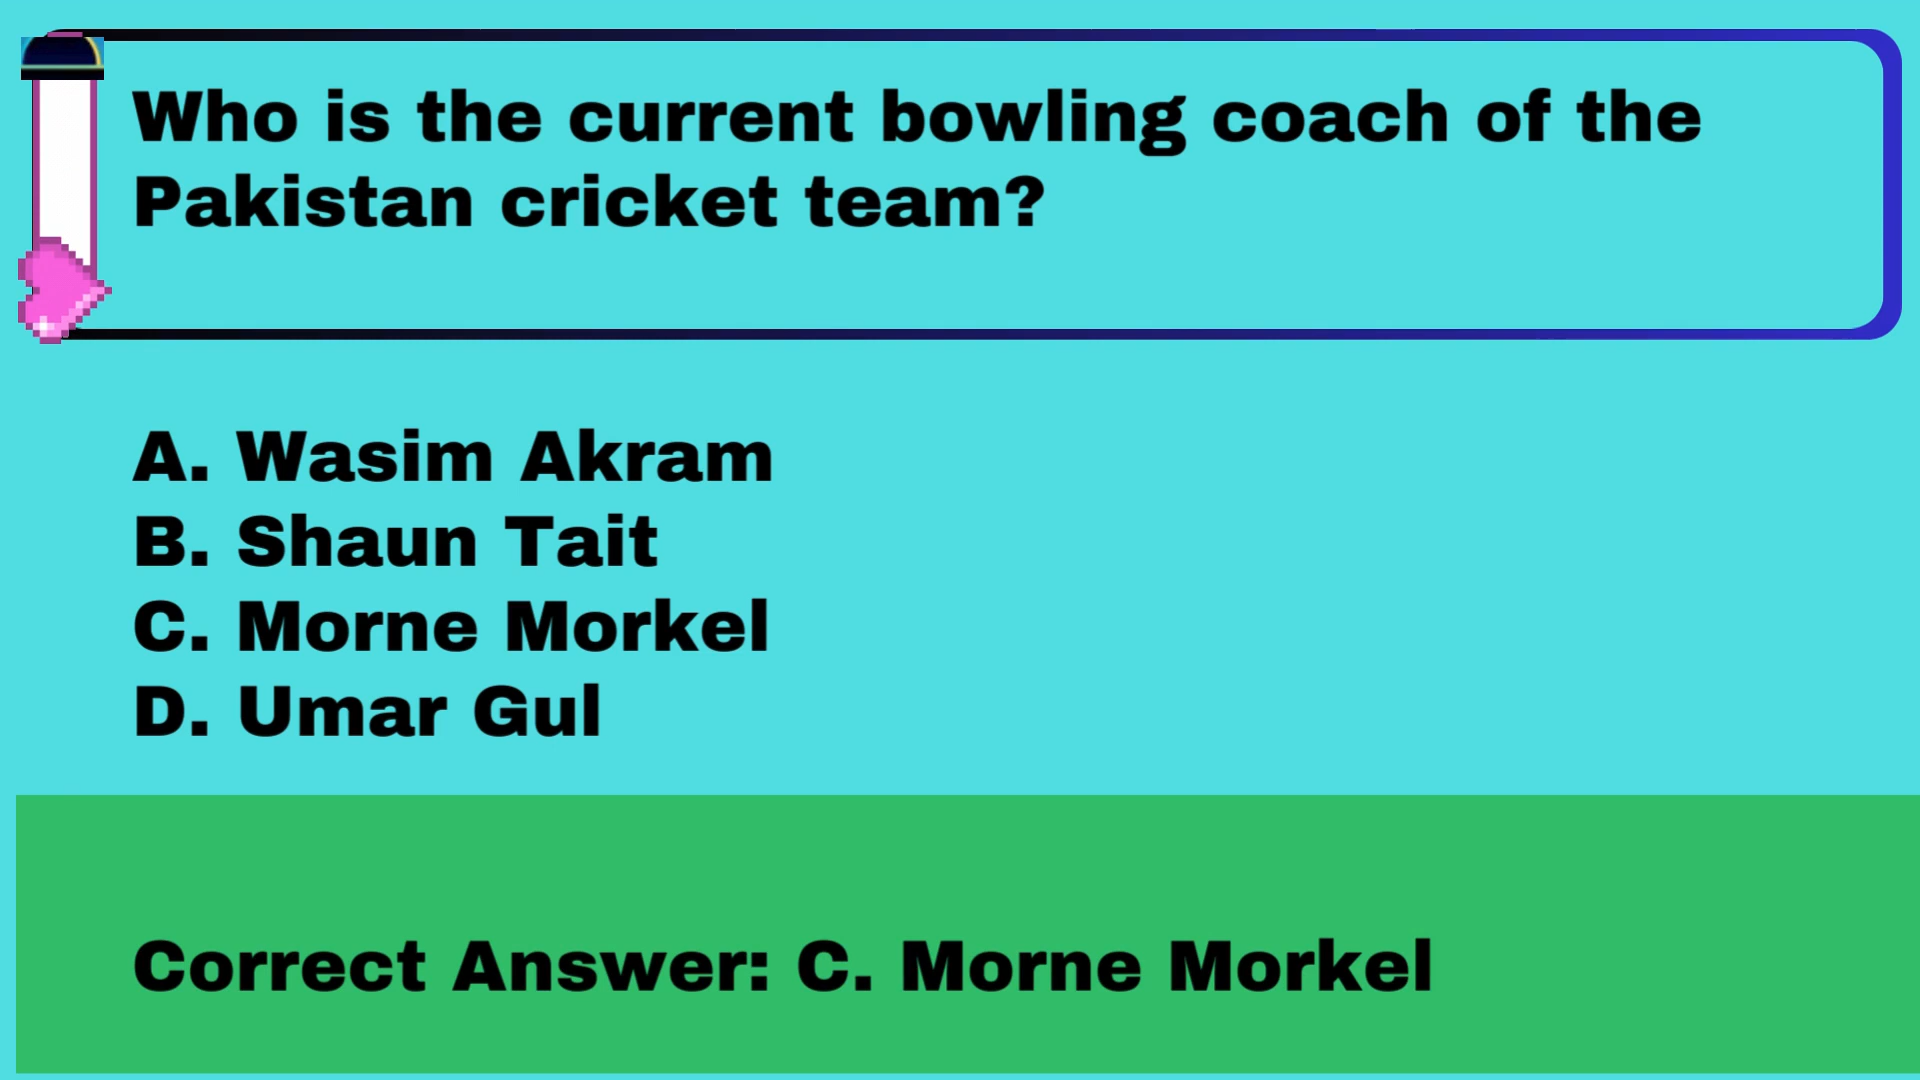 Who is the current bowling coach of the
Pakistan cricket team?
A. Wasim Akram
B. Shaun Tait
C. Morne Morkel
D. Umar Gul
Correct Answer: C. Morne Morkel